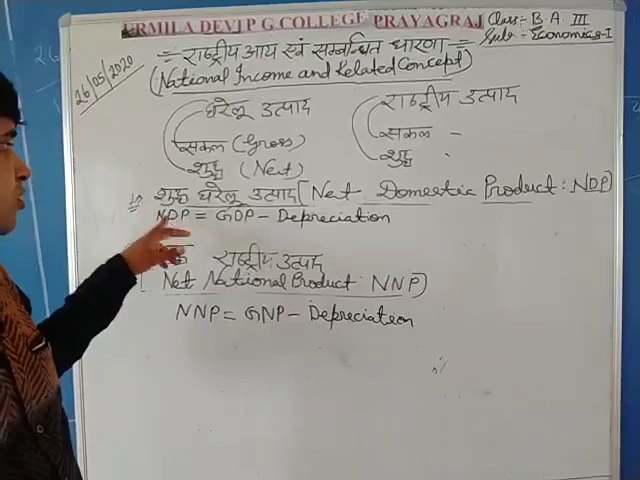 URMILA DEVI P G COLLEGE PRAYAGRAJ
Class:- B. A. III
Sub:- Economics-I
26/05/2020
राष्ट्रीय आय एवं सम्बन्धित धारणा
(National Income and Related Concept)
घरेलू उत्पाद
सकल (Gross)
शुद्ध (Net)
राष्ट्रीय उत्पाद
सकल -
शुद्ध
शुद्ध घरेलू उत्पाद (Net Domestic Product: NDP)
NDP = GDP - Depreciation
राष्ट्रीय उत्पाद
Net National Product NNP)
NNP = GNP - Depreciation